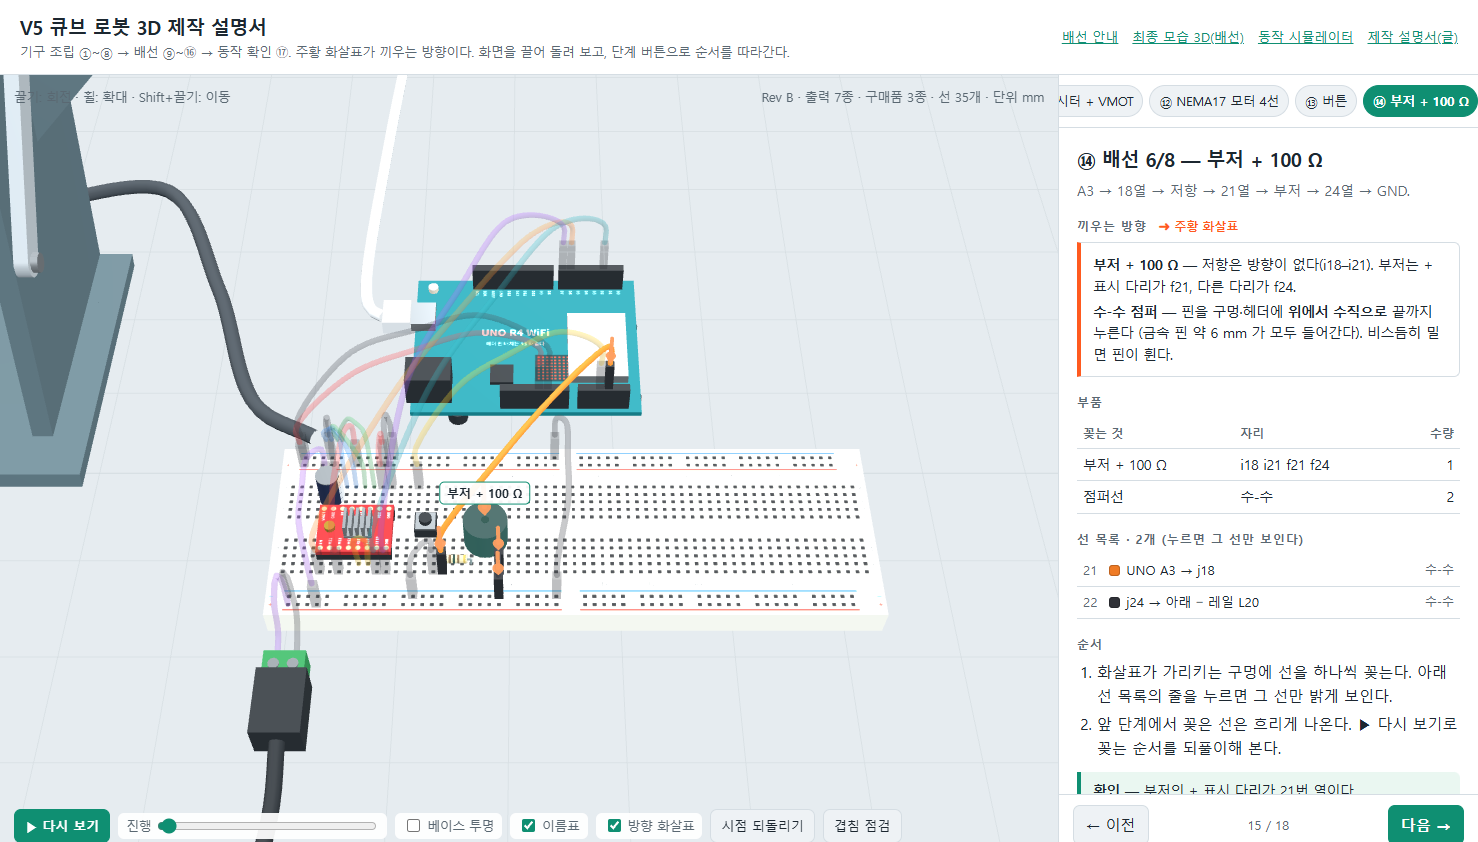 V5 큐브 로봇 3D 제작 설명서
기구 조립 ①~⑧ → 배선 ⑨~⑯ → 동작 확인 ⑰. 주황 화살표가 끼우는 방향이다. 화면을 끌어 돌려 보고, 단계 버튼으로 순서를 따라간다.
배선 안내 최종 모습 3D(배선) 동작 시뮬레이터 제작 설명서(글)
끌기: 회전 · 휠: 확대 · Shift+끌기: 이동
Rev B · 출력 7종 · 구매품 3종 · 선 35개 · 단위 mm
UNO R4 WiFi
부저 + 100 Ω
▶ 다시 보기
진행
베이스 투명
이름표
방향 화살표
시점 되돌리기
겹침 점검
시터 + VMOT
⑫ NEMA17 모터 4선
⑬ 버튼
⑭ 부저 + 100 Ω
⑭ 배선 6/8 — 부저 + 100 Ω
A3 → 18열 → 저항 → 21열 → 부저 → 24열 → GND.
끼우는 방향 ➜ 주황 화살표
부저 + 100 Ω — 저항은 방향이 없다(i18–i21). 부저는 +
표시 다리가 f21, 다른 다리가 f24.
수-수 점퍼 — 핀을 구멍·헤더에 위에서 수직으로 끝까지
누른다 (금속 핀 약 6 mm 가 모두 들어간다). 비스듬히 밀
면 핀이 휜다.
부품
꽂는 것 자리 수량
부저 + 100 Ω i18 i21 f21 f24 1
점퍼선 수-수 2
선 목록 · 2개 (누르면 그 선만 보인다)
21 UNO A3 → j18 수-수
22 j24 → 아래 − 레일 L20 수-수
순서
1. 화살표가 가리키는 구멍에 선을 하나씩 꽂는다. 아래
선 목록의 줄을 누르면 그 선만 밝게 보인다.
2. 앞 단계에서 꽂은 선은 흐리게 나온다. ▶ 다시 보기로
꽂는 순서를 되풀이해 본다.
확인 — 부저의 + 표시 다리가 21번 열이다
← 이전
15 / 18
다음 →